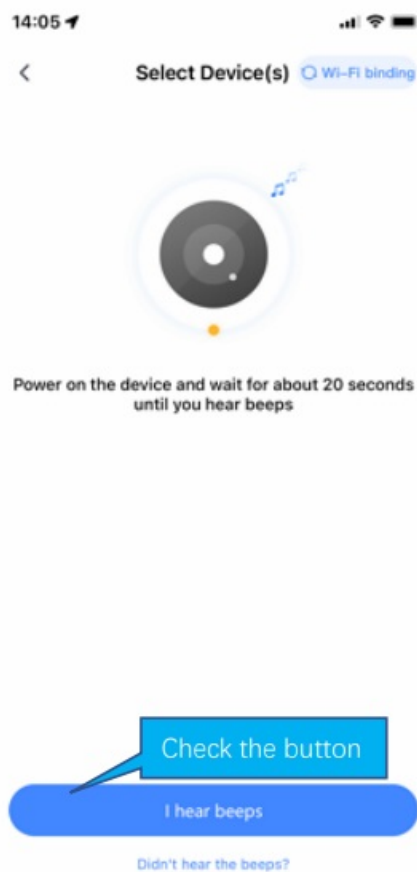 14:05
Select Device(s) Wi-Fi binding
Power on the device and wait for about 20 seconds
until you hear beeps
Check the button
I hear beeps
Didn't hear the beeps?